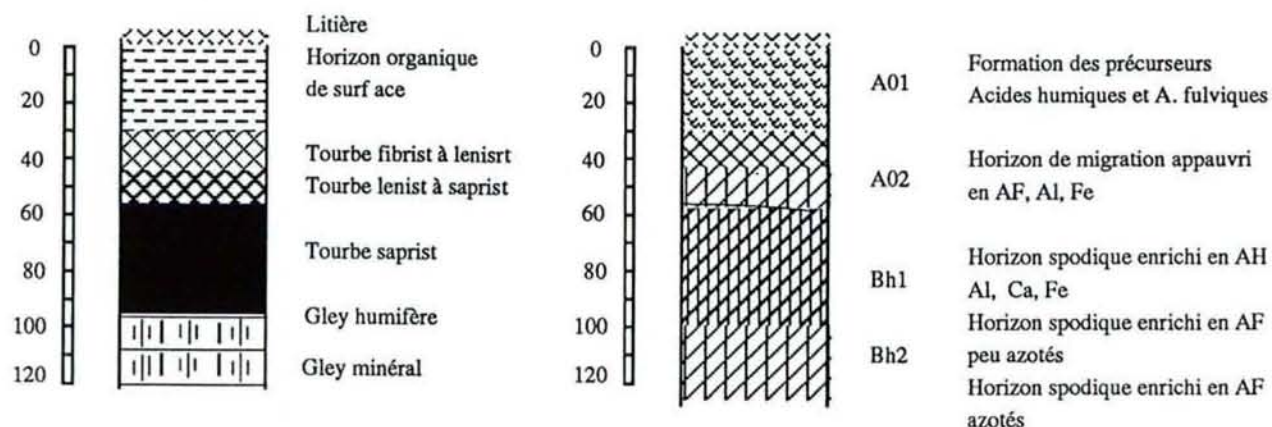 Litière
0
Horizon organique
de surf ace
20
40
Tourbe fibrist à lenisrt
Tourbe lenist à saprist
60
Tourbe saprist
80
Gley humifère
100
Gley minéral
120
0
A01
Formation des précurseurs
Acides humiques et A. fulviques
20
40
A02
Horizon de migration appauvri
en AF, Al, Fe
60
80
Bh1
Horizon spodique enrichi en AH
Al, Ca, Fe
100
Bh2
Horizon spodique enrichi en AF
peu azotés
120
Horizon spodique enrichi en AF
azotés